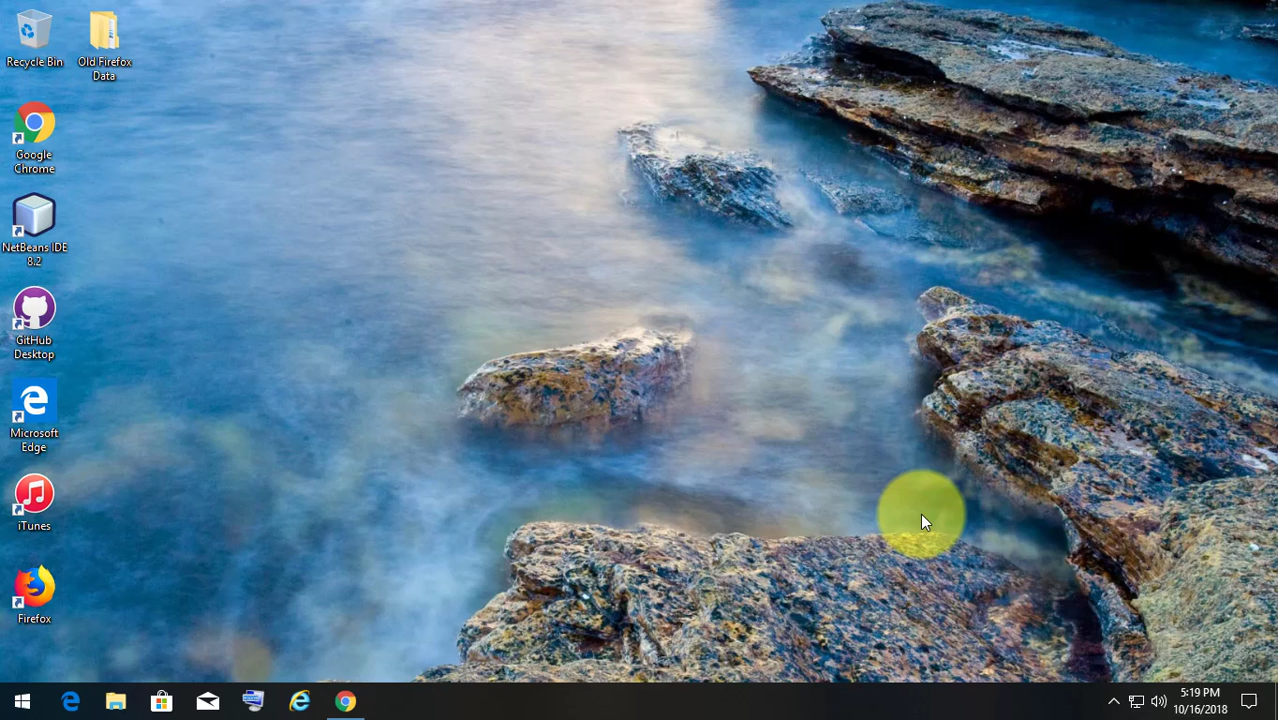 Recycle Bin
Old Firefox
Data
Google
Chrome
NetBeans IDE
8.2
GitHub
Desktop
Microsoft
Edge
iTunes
Firefox
5:19 PM
10/16/2018